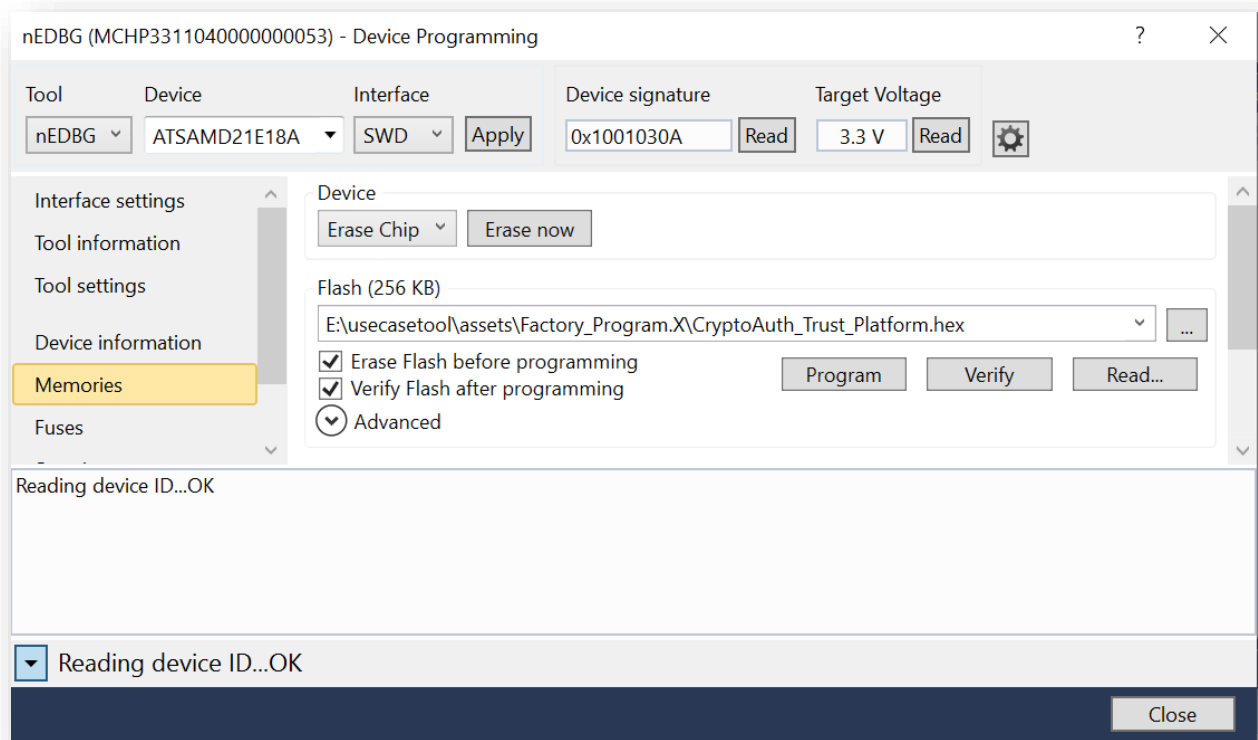 nEDBG (MCHP3311040000000053) - Device Programming
?
Tool Device Interface Device signature Target Voltage
nEDBG ATSAMD21E18A SWD Apply 0x1001030A Read 3.3 V Read
Interface settings
Tool information
Tool settings
Device information
Memories
Fuses
Device
Erase Chip Erase now
Flash (256 KB)
E:\usecasetool\assets\Factory_Program.X\CryptoAuth_Trust_Platform.hex ...
Erase Flash before programming
Verify Flash after programming
Program Verify Read...
Advanced
Reading device ID...OK
Reading device ID...OK
Close